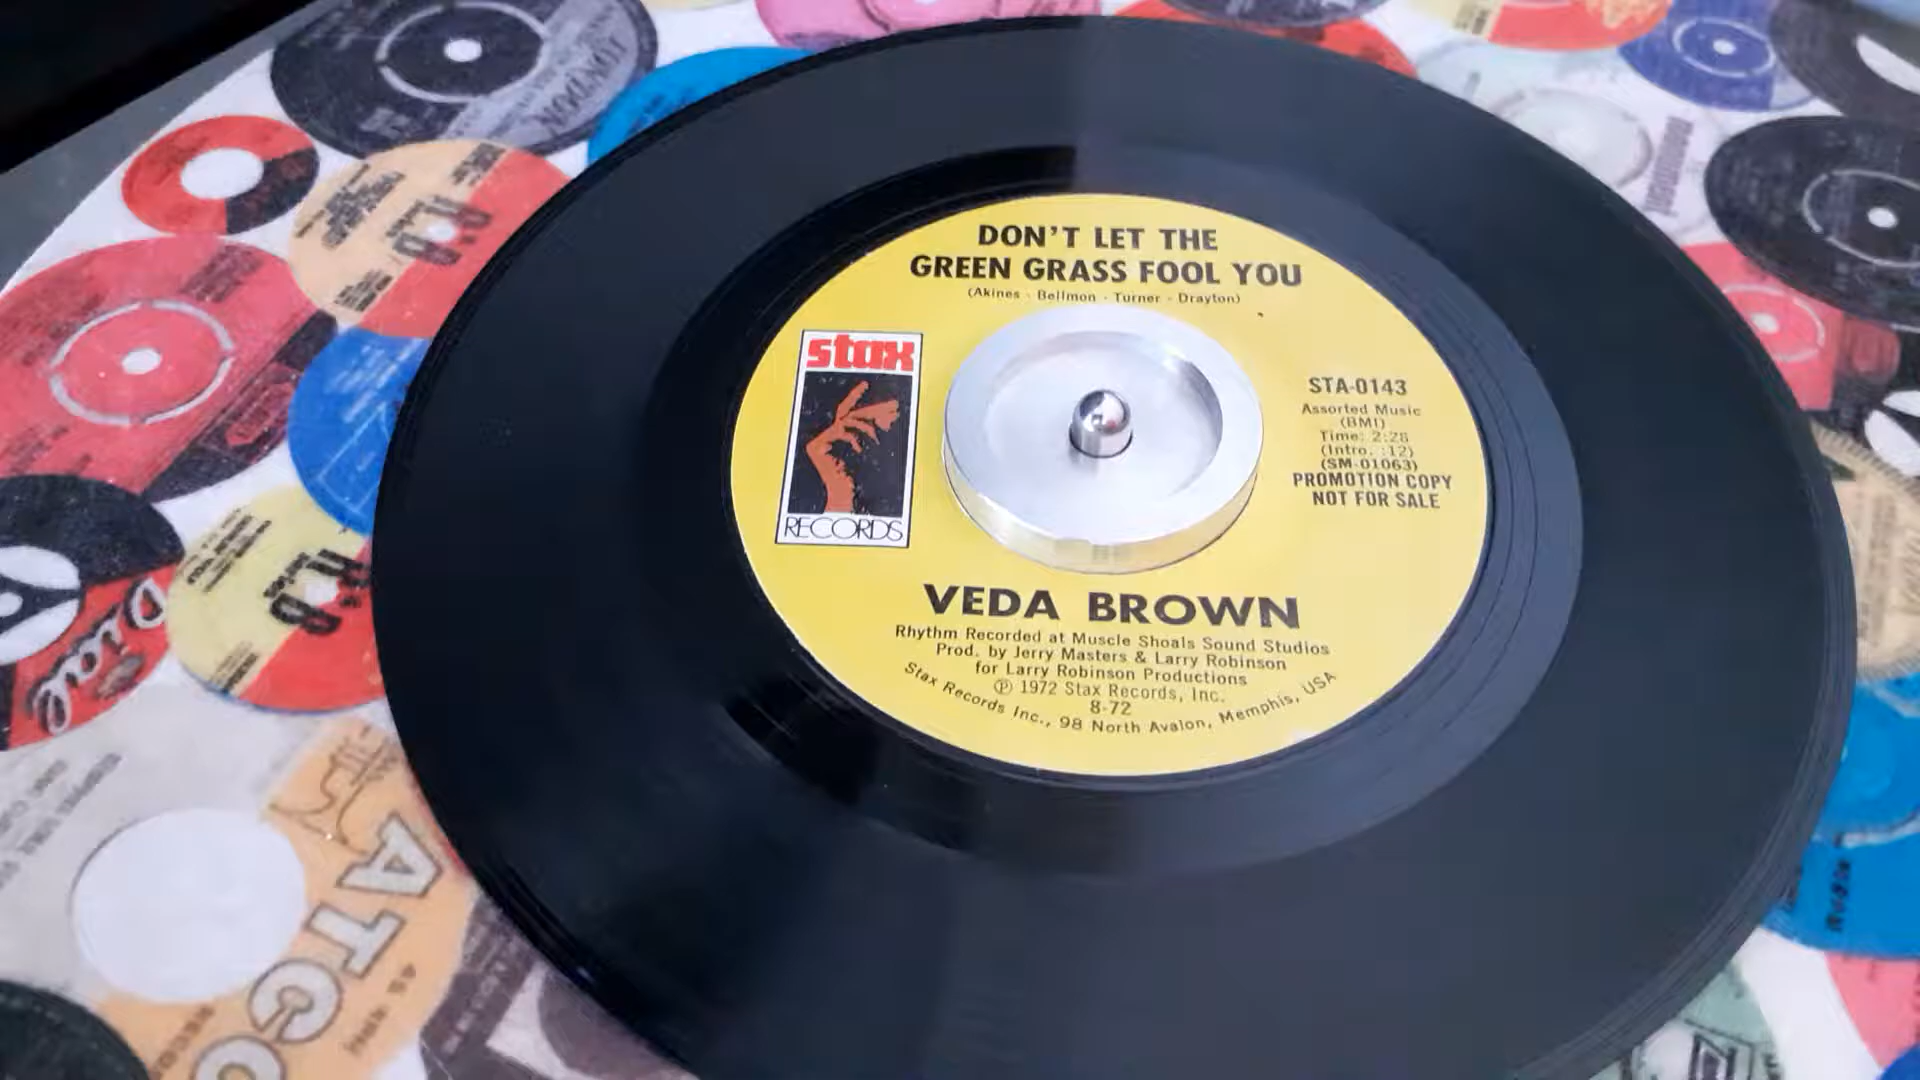 DON'T LET THE
GREEN GRASS FOOL YOU
(Akines - Bellmon - Turner - Drayton)
stax
RECORDS
STA-0143
Assorted Music
(BMI)
Time: 2:28
(Intro. :12)
(SM-01063)
PROMOTION COPY
NOT FOR SALE
VEDA BROWN
Rhythm Recorded at Muscle Shoals Sound Studios
Prod. by Jerry Masters & Larry Robinson
for Larry Robinson Productions
Ⓟ 1972 Stax Records, Inc.
8-72
Stax Records Inc., 98 North Avalon, Memphis, USA
LONDON
R&B
R&B
Dial
ATCO